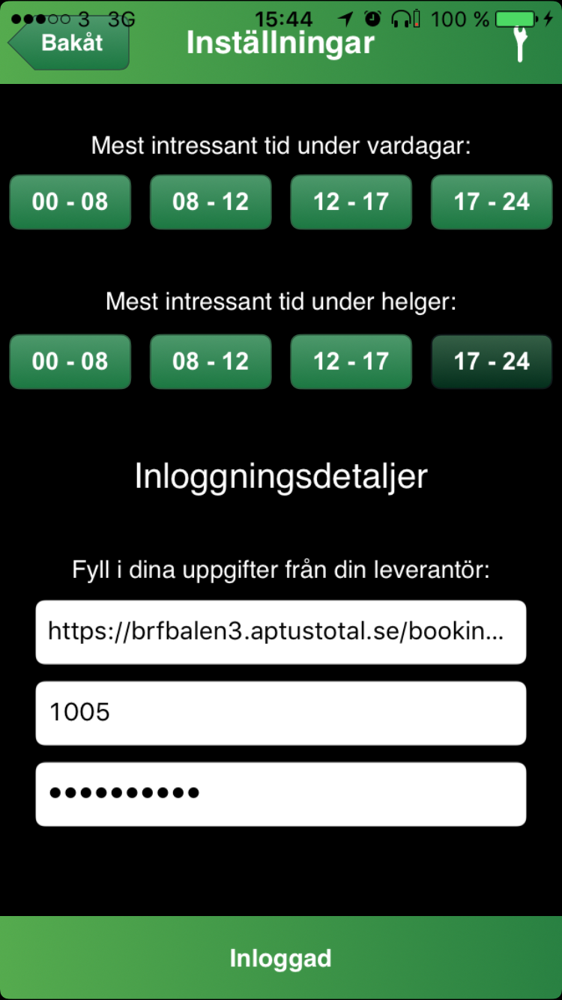 ●●●○○ 3 3G 15:44 100 %
Bakåt Inställningar
Mest intressant tid under vardagar:
00 - 08 08 - 12 12 - 17 17 - 24
Mest intressant tid under helger:
00 - 08 08 - 12 12 - 17 17 - 24
Inloggningsdetaljer
Fyll i dina uppgifter från din leverantör:
https://brfbalen3.aptustotal.se/bookin...
1005
●●●●●●●●●●
Inloggad